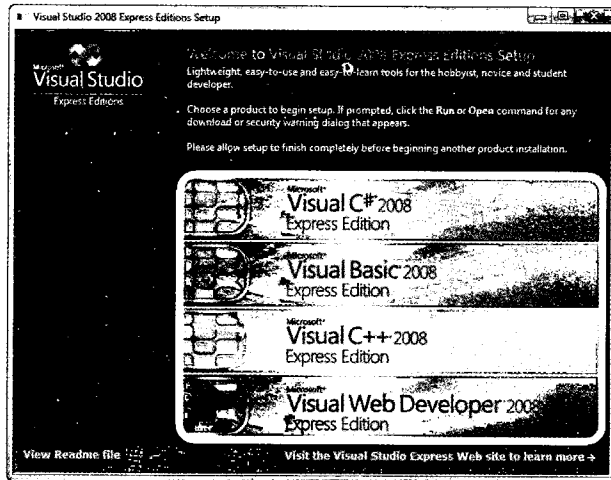 Visual Studio 2008 Express Editions Setup
Microsoft
Visual Studio
Express Editions
Welcome to Visual Studio 2008 Express Editions Setup
Lightweight, easy-to-use and easy-to-learn tools for the hobbyist, novice and student
developer.
Choose a product to begin setup. If prompted, click the Run or Open command for any
download or security warning dialog that appears.
Please allow setup to finish completely before beginning another product installation.
Microsoft
Visual C# 2008
Express Edition
Microsoft
Visual Basic 2008
Express Edition
Microsoft
Visual C++ 2008
Express Edition
Microsoft
Visual Web Developer 2008
Express Edition
View Readme file
Visit the Visual Studio Express Web site to learn more →